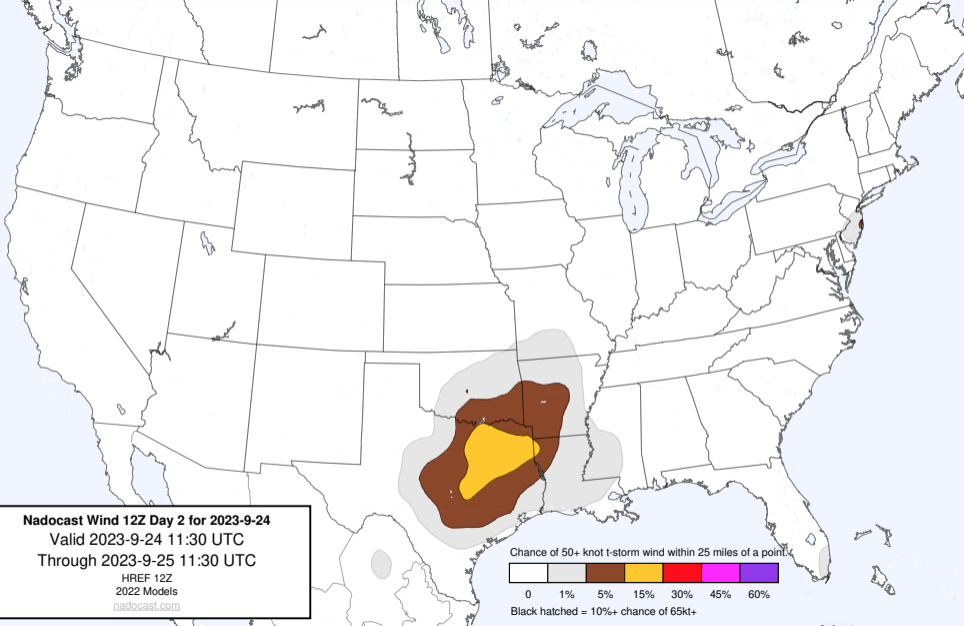 Nadocast Wind 12Z Day 2 for 2023-9-24
Valid 2023-9-24 11:30 UTC
Through 2023-9-25 11:30 UTC
HREF 12Z
2022 Models
nadocast.com
Chance of 50+ knot t-storm wind within 25 miles of a point.
0 1% 5% 15% 30% 45% 60%
Black hatched = 10%+ chance of 65kt+